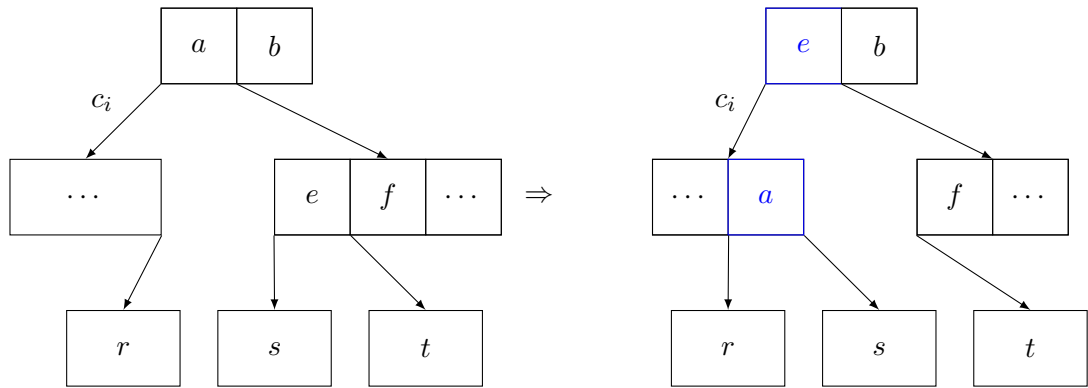 a b e b
c_i c_i
⋯ e f ⋯ ⇒ ⋯ a f ⋯
r s t r s t